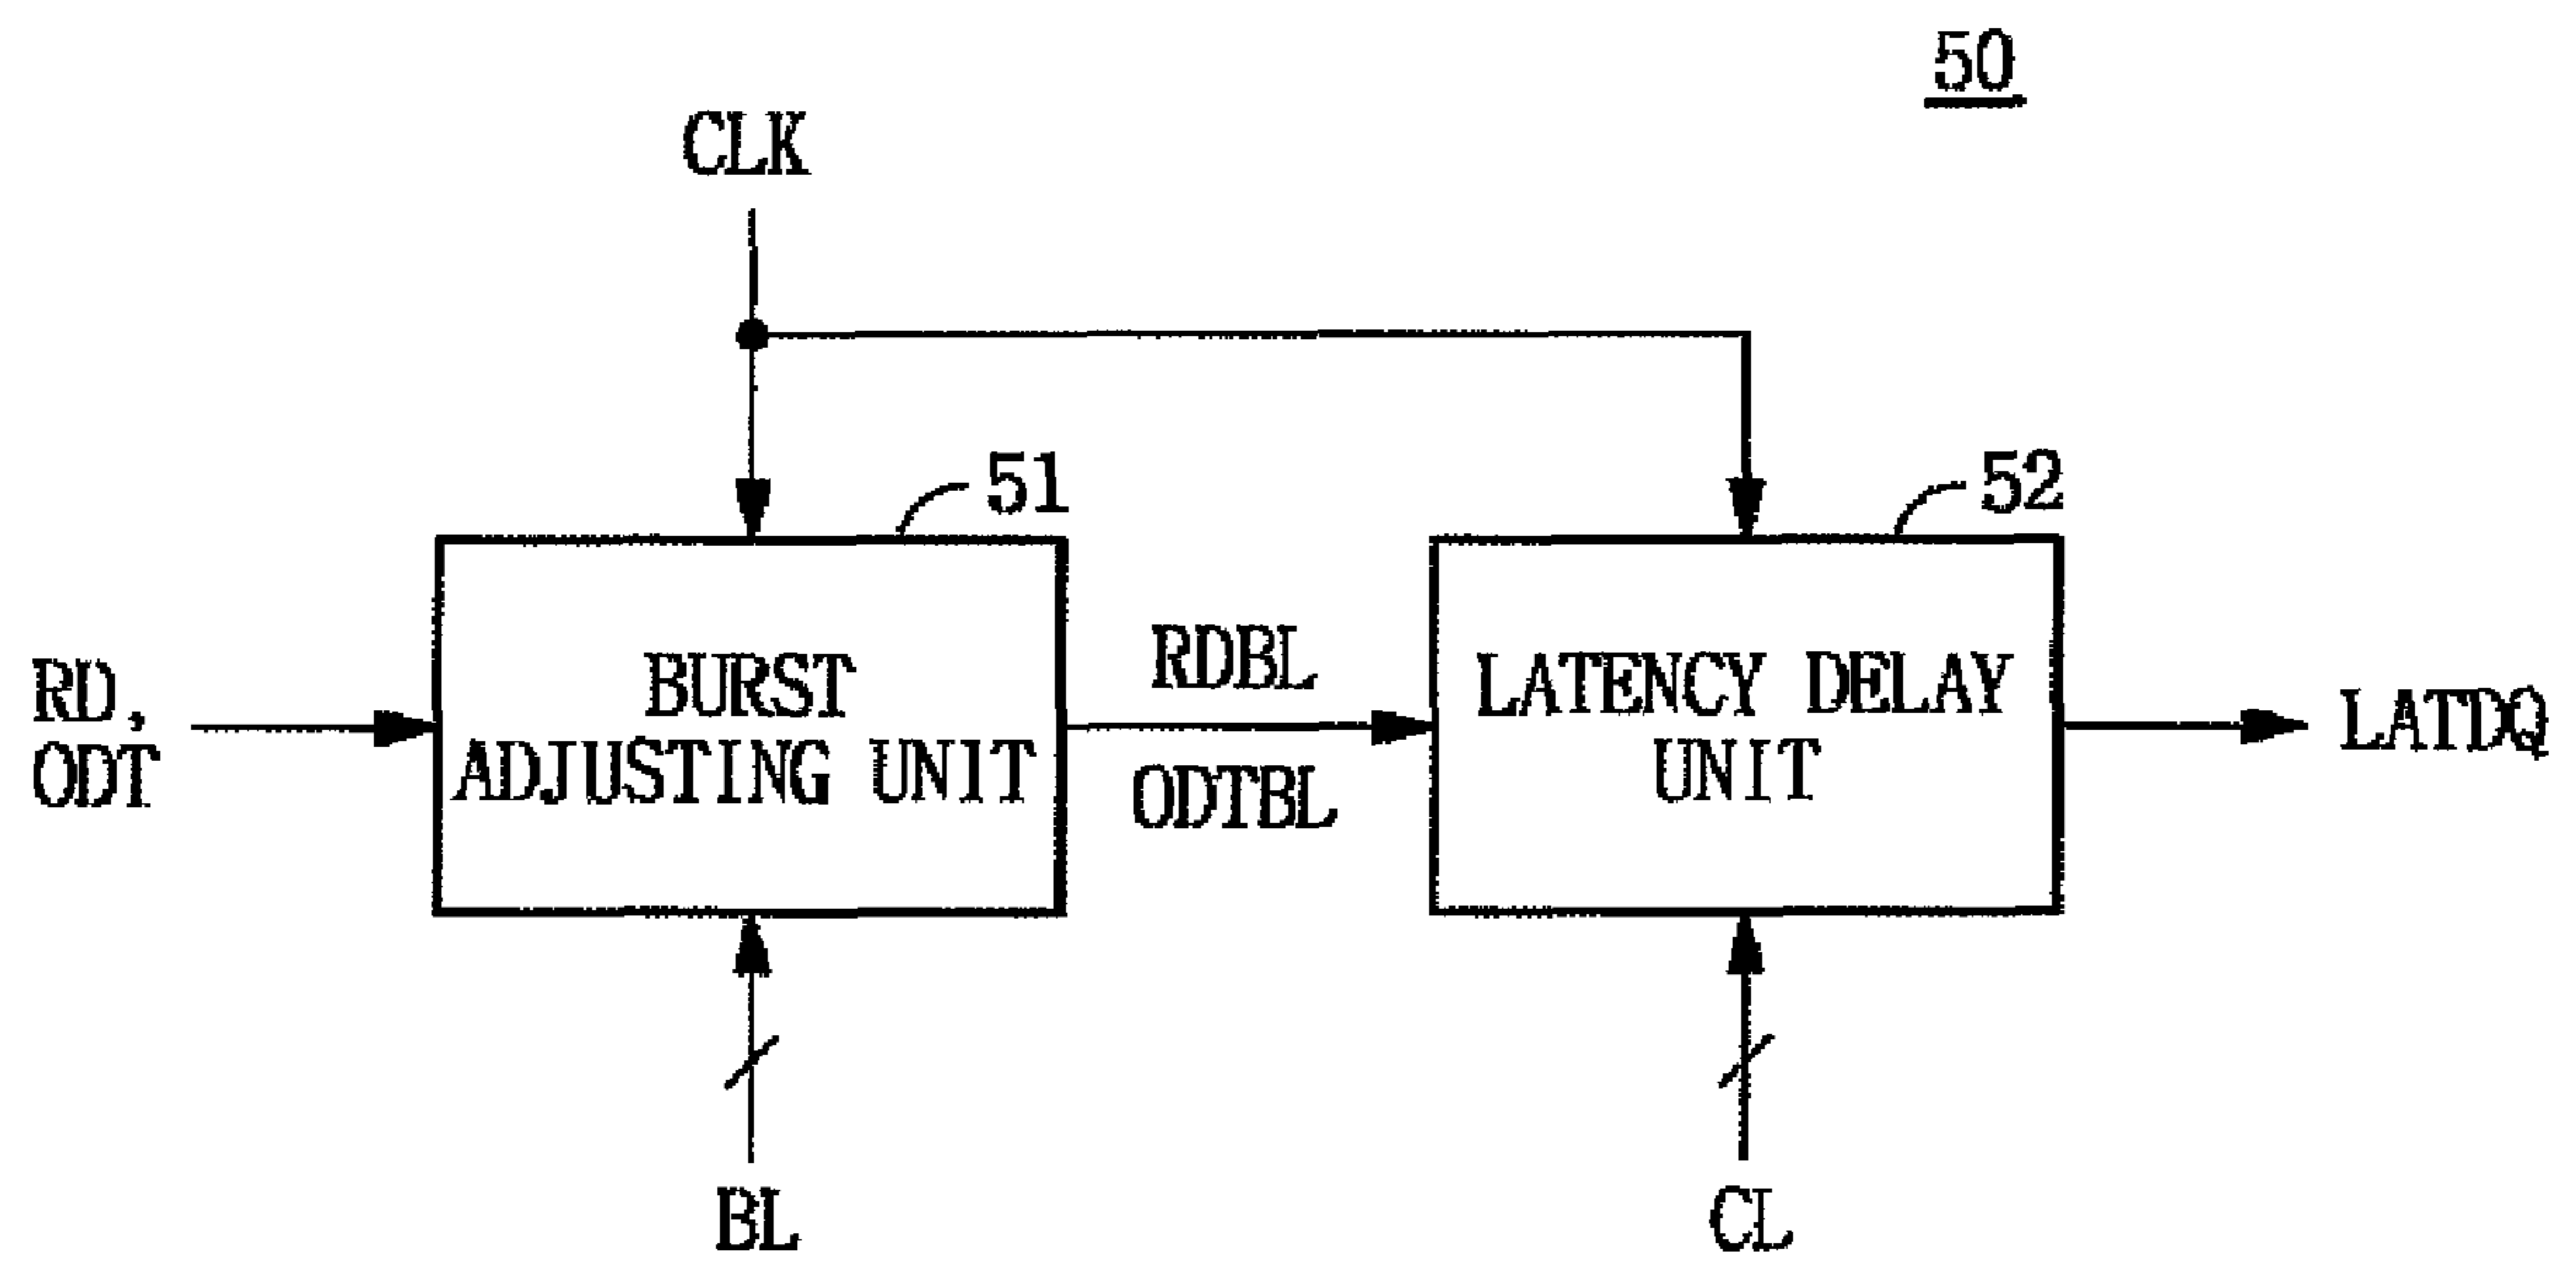 50
CLK
51
52
RD,
ODT
BURST
ADJUSTING UNIT
RDBL
ODTBL
LATENCY DELAY
UNIT
LATDQ
BL
CL